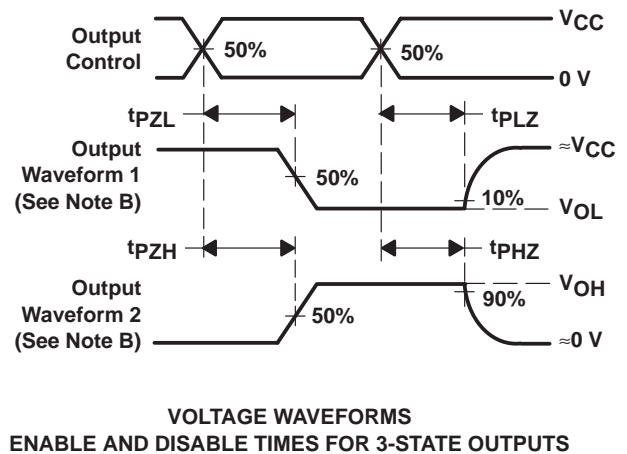 Output
Control
50%
50%
VCC
0 V
tPZL
tPLZ
Output
Waveform 1
(See Note B)
50%
10%
≈VCC
VOL
tPZH
tPHZ
Output
Waveform 2
(See Note B)
50%
90%
VOH
≈0 V
VOLTAGE WAVEFORMS
ENABLE AND DISABLE TIMES FOR 3-STATE OUTPUTS